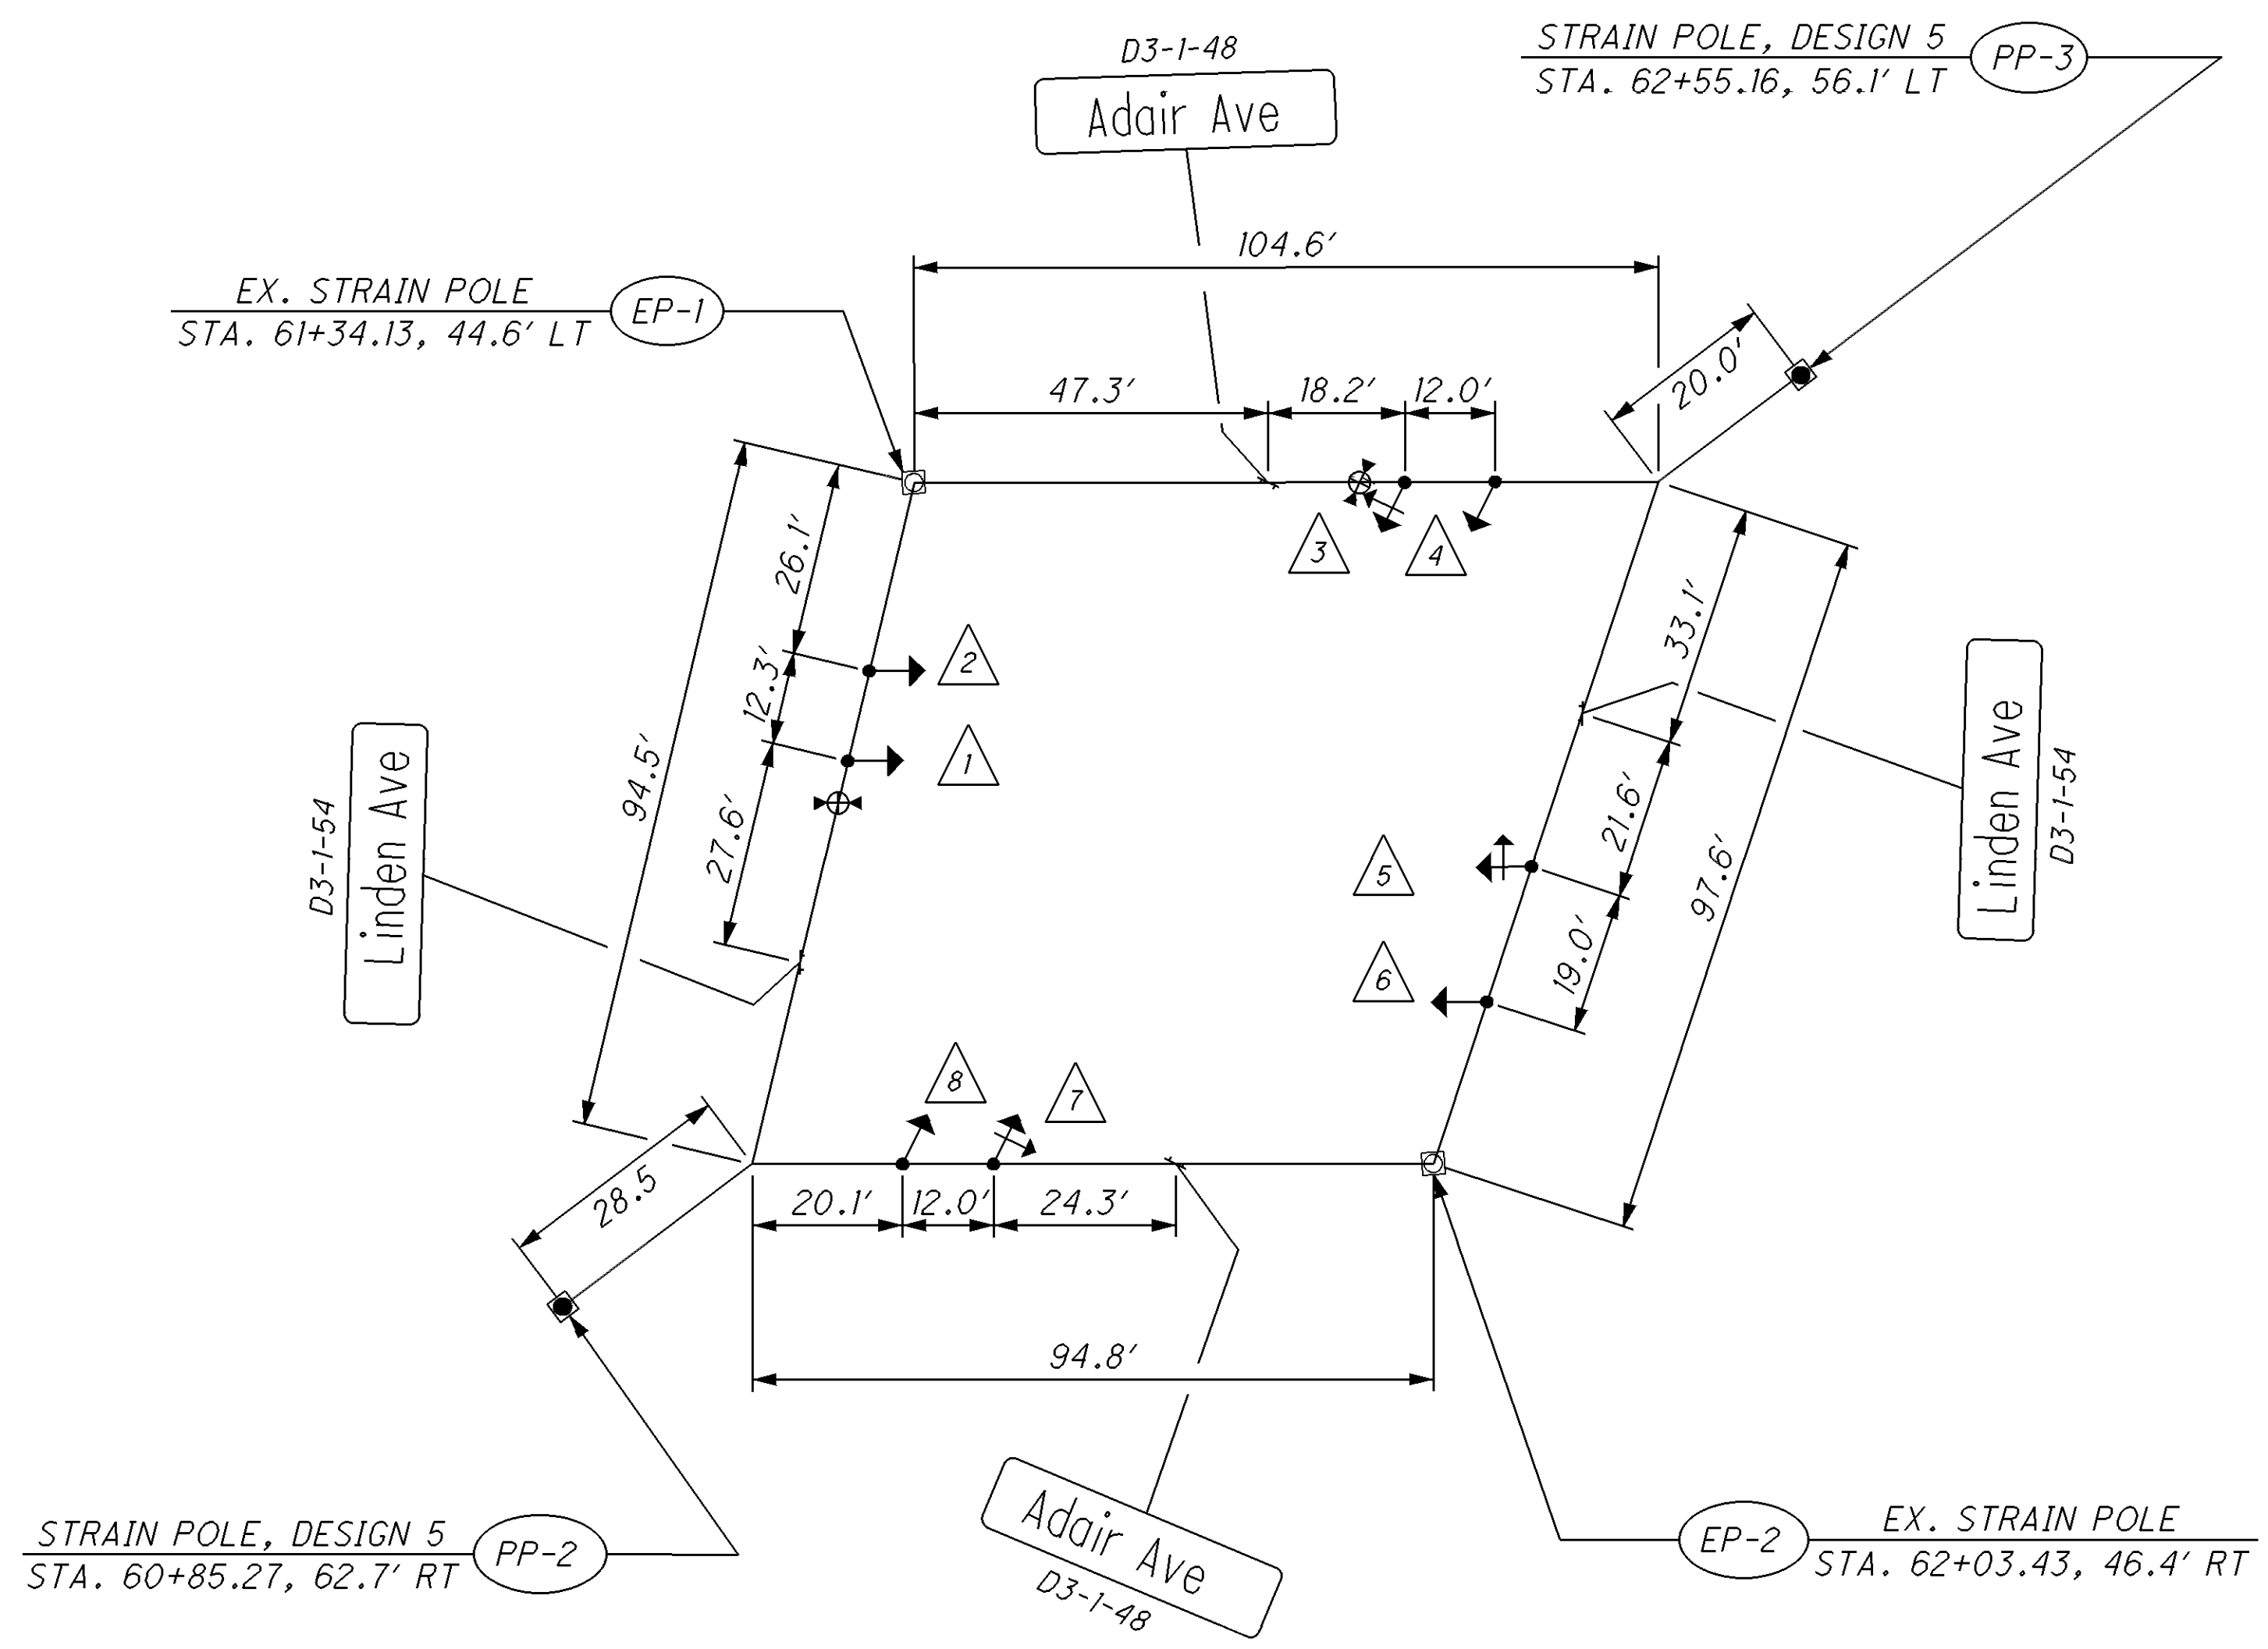 D3-1-48
Adair Ave
STRAIN POLE, DESIGN 5
STA. 62+55.16, 56.1' LT
PP-3
104.6'
EX. STRAIN POLE
STA. 61+34.13, 44.6' LT
EP-1
47.3'
18.2'
12.0'
20.0'
3
4
26.1'
2
12.3'
1
94.5'
27.6'
33.1'
21.6'
97.6'
19.0'
5
6
Linden Ave
D3-1-54
Linden Ave
D3-1-54
8
7
28.5
20.1'
12.0'
24.3'
94.8'
Adair Ave
D3-1-48
STRAIN POLE, DESIGN 5
STA. 60+85.27, 62.7' RT
PP-2
EP-2
EX. STRAIN POLE
STA. 62+03.43, 46.4' RT